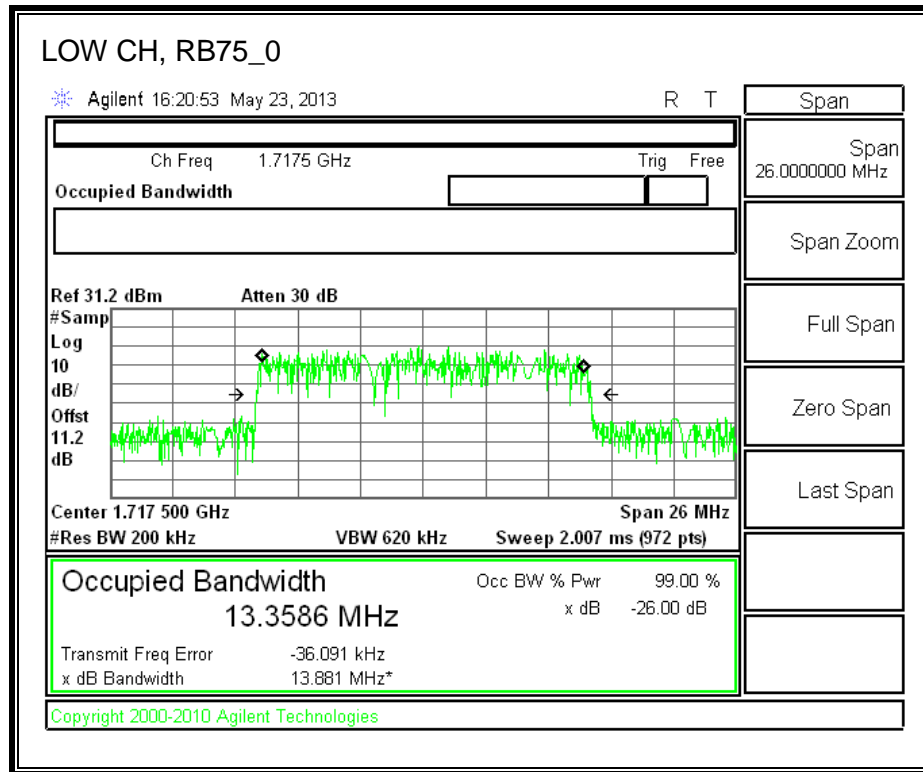 LOW CH, RB75_0
Agilent 16:20:53 May 23, 2013 R T
Span
Ch Freq 1.7175 GHz Trig Free
Occupied Bandwidth
Span
26.0000000 MHz
Span Zoom
Full Span
Zero Span
Last Span
Ref 31.2 dBm Atten 30 dB
#Samp
Log
10
dB/
Offst
11.2
dB
Center 1.717 500 GHz Span 26 MHz
#Res BW 200 kHz VBW 620 kHz Sweep 2.007 ms (972 pts)
Occupied Bandwidth Occ BW % Pwr 99.00 %
13.3586 MHz x dB -26.00 dB
Transmit Freq Error -36.091 kHz
x dB Bandwidth 13.881 MHz*
Copyright 2000-2010 Agilent Technologies